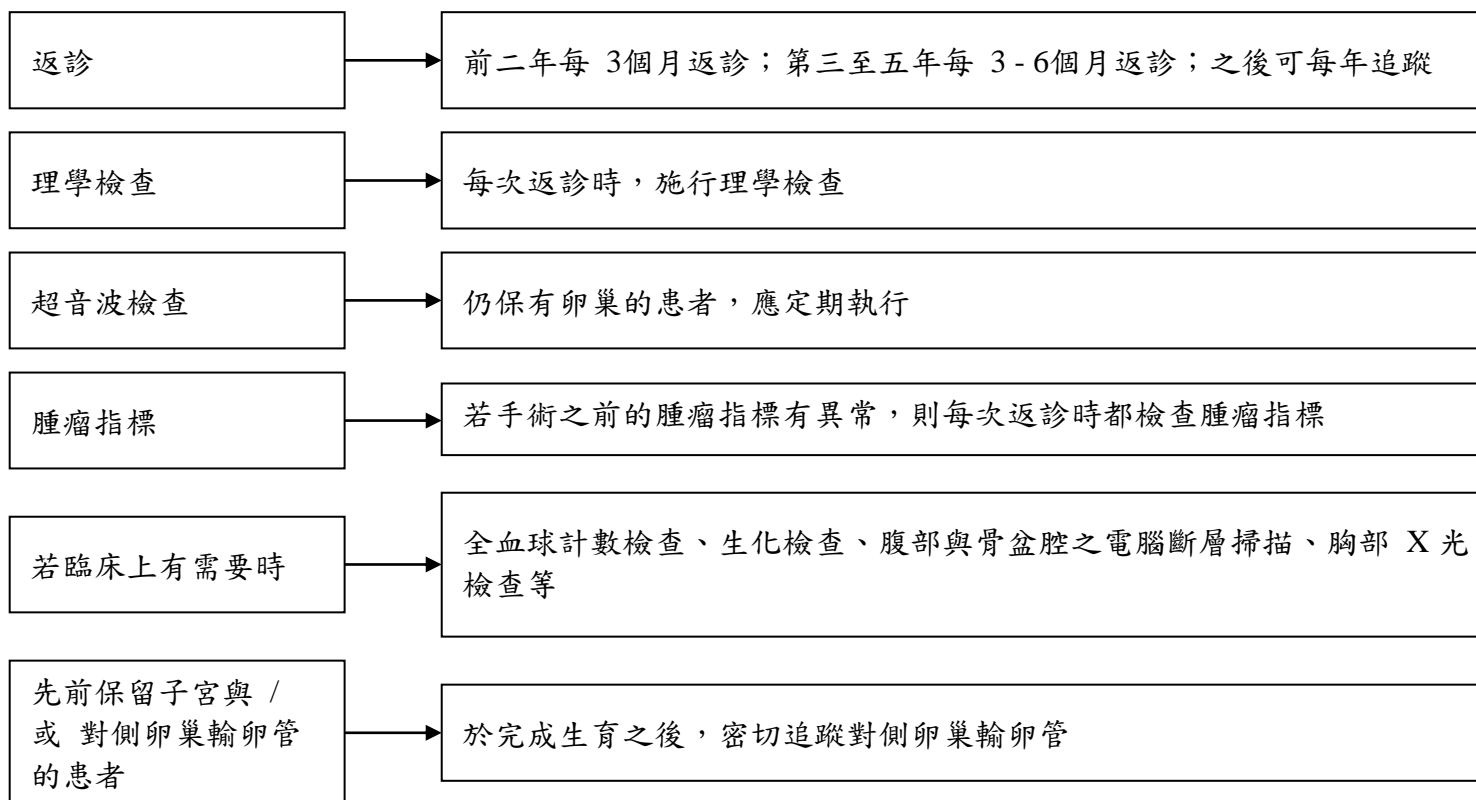 返診
前二年每 3個月返診；第三至五年每 3 - 6個月返診；之後可每年追蹤
理學檢查
每次返診時，施行理學檢查
超音波檢查
仍保有卵巢的患者，應定期執行
腫瘤指標
若手術之前的腫瘤指標有異常，則每次返診時都檢查腫瘤指標
若臨床上有需要時
全血球計數檢查、生化檢查、腹部與骨盆腔之電腦斷層掃描、胸部 X 光
檢查等
先前保留子宮與 /
或 對側卵巢輸卵管
的患者
於完成生育之後，密切追蹤對側卵巢輸卵管